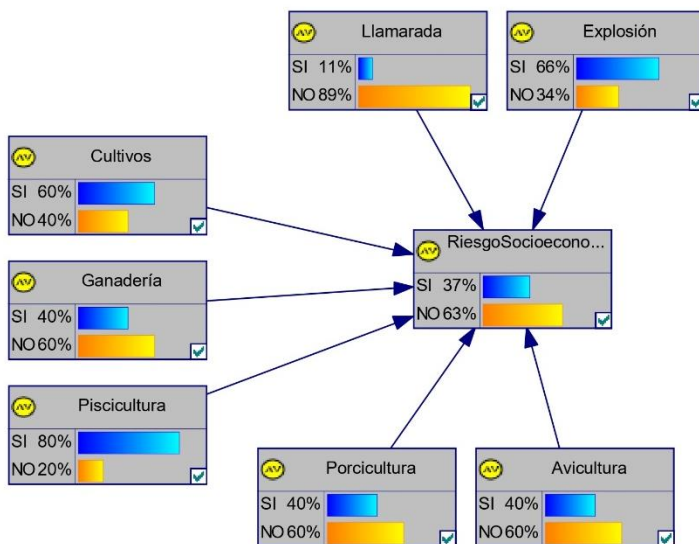 Llamarada
SI 11%
NO 89%
Explosión
SI 66%
NO 34%
Cultivos
SI 60%
NO 40%
RiesgoSocioecono...
SI 37%
NO 63%
Ganadería
SI 40%
NO 60%
Piscicultura
SI 80%
NO 20%
Porcicultura
SI 40%
NO 60%
Avicultura
SI 40%
NO 60%